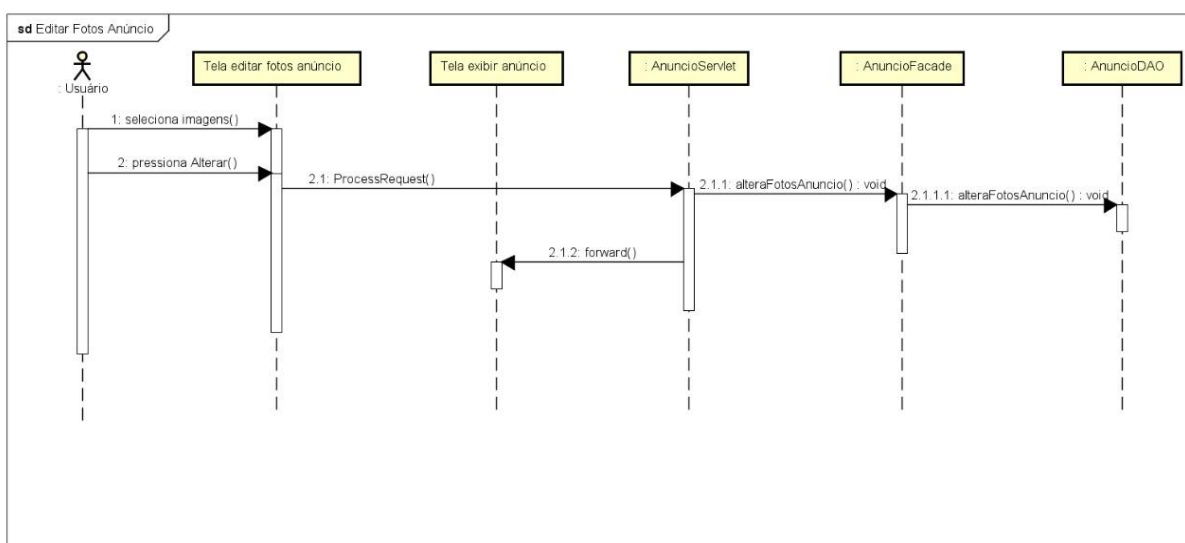 sd Editar Fotos Anúncio
: Usuário
Tela editar fotos anúncio
Tela exibir anúncio
: AnuncioServlet
: AnuncioFacade
: AnuncioDAO
1: seleciona imagens()
2: pressiona Alterar()
2.1: ProcessRequest()
2.1.1: alteraFotosAnuncio() : void
2.1.1.1: alteraFotosAnuncio() : void
2.1.2: forward()